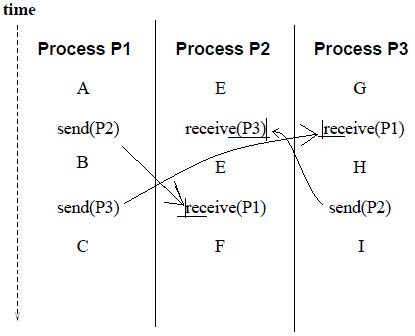 time
Process P1 Process P2 Process P3
A E G
send(P2) receive(P3) receive(P1)
B E H
send(P3) receive(P1) send(P2)
C F I